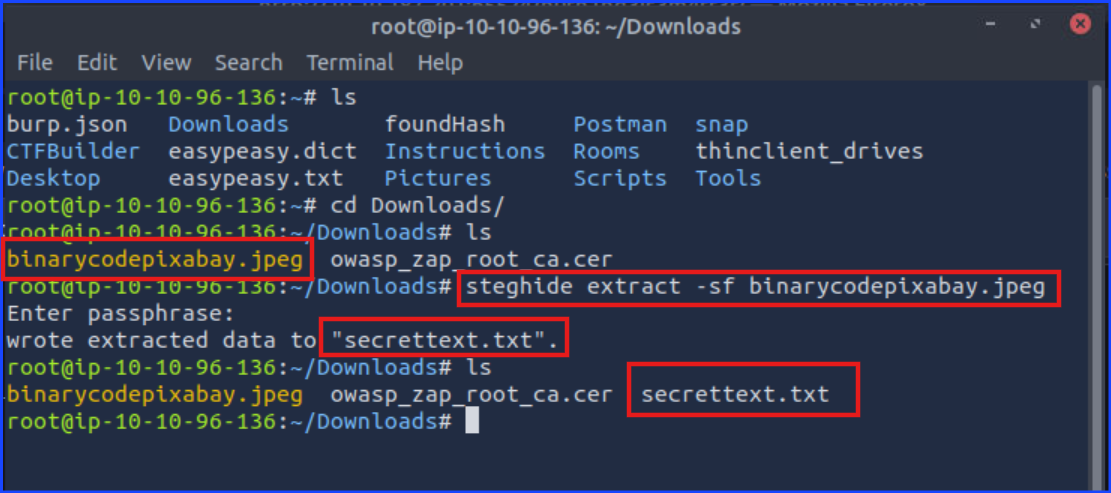 root@ip-10-10-96-136: ~/Downloads
File Edit View Search Terminal Help
root@ip-10-10-96-136:~# ls
burp.json Downloads foundHash Postman snap
CTFBuilder easypeasy.dict Instructions Rooms thinclient_drives
Desktop easypeasy.txt Pictures Scripts Tools
root@ip-10-10-96-136:~# cd Downloads/
root@ip-10-10-96-136:~/Downloads# ls
binarycodepixabay.jpeg owasp_zap_root_ca.cer
root@ip-10-10-96-136:~/Downloads# steghide extract -sf binarycodepixabay.jpeg
Enter passphrase:
wrote extracted data to "secrettext.txt".
root@ip-10-10-96-136:~/Downloads# ls
binarycodepixabay.jpeg owasp_zap_root_ca.cer secrettext.txt
root@ip-10-10-96-136:~/Downloads#